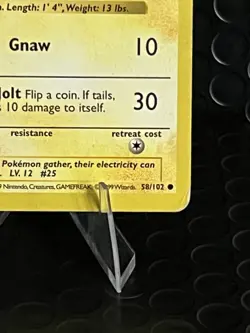 . Length: 1' 4", Weight: 13 lbs.
Gnaw 10
Jolt Flip a coin. If tails,
s 10 damage to itself. 30
resistance retreat cost
Pokémon gather, their electricity can
. LV. 12 #25
9 Nintendo, Creatures, GAMEFREAK. © 1999 Wizards. 58/102 ●